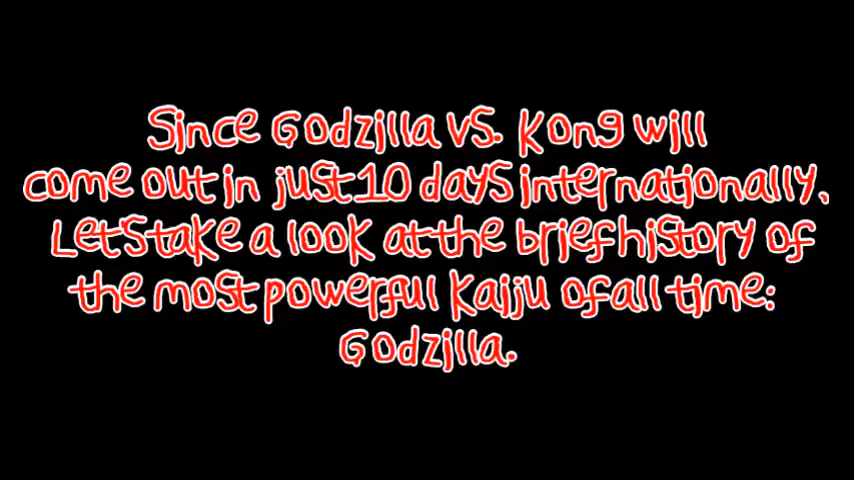 Since Godzilla vs. Kong will
come out in just 10 days internationally.
Let's take a look at the brief history of
the most powerful Kaiju of all time:
Godzilla.